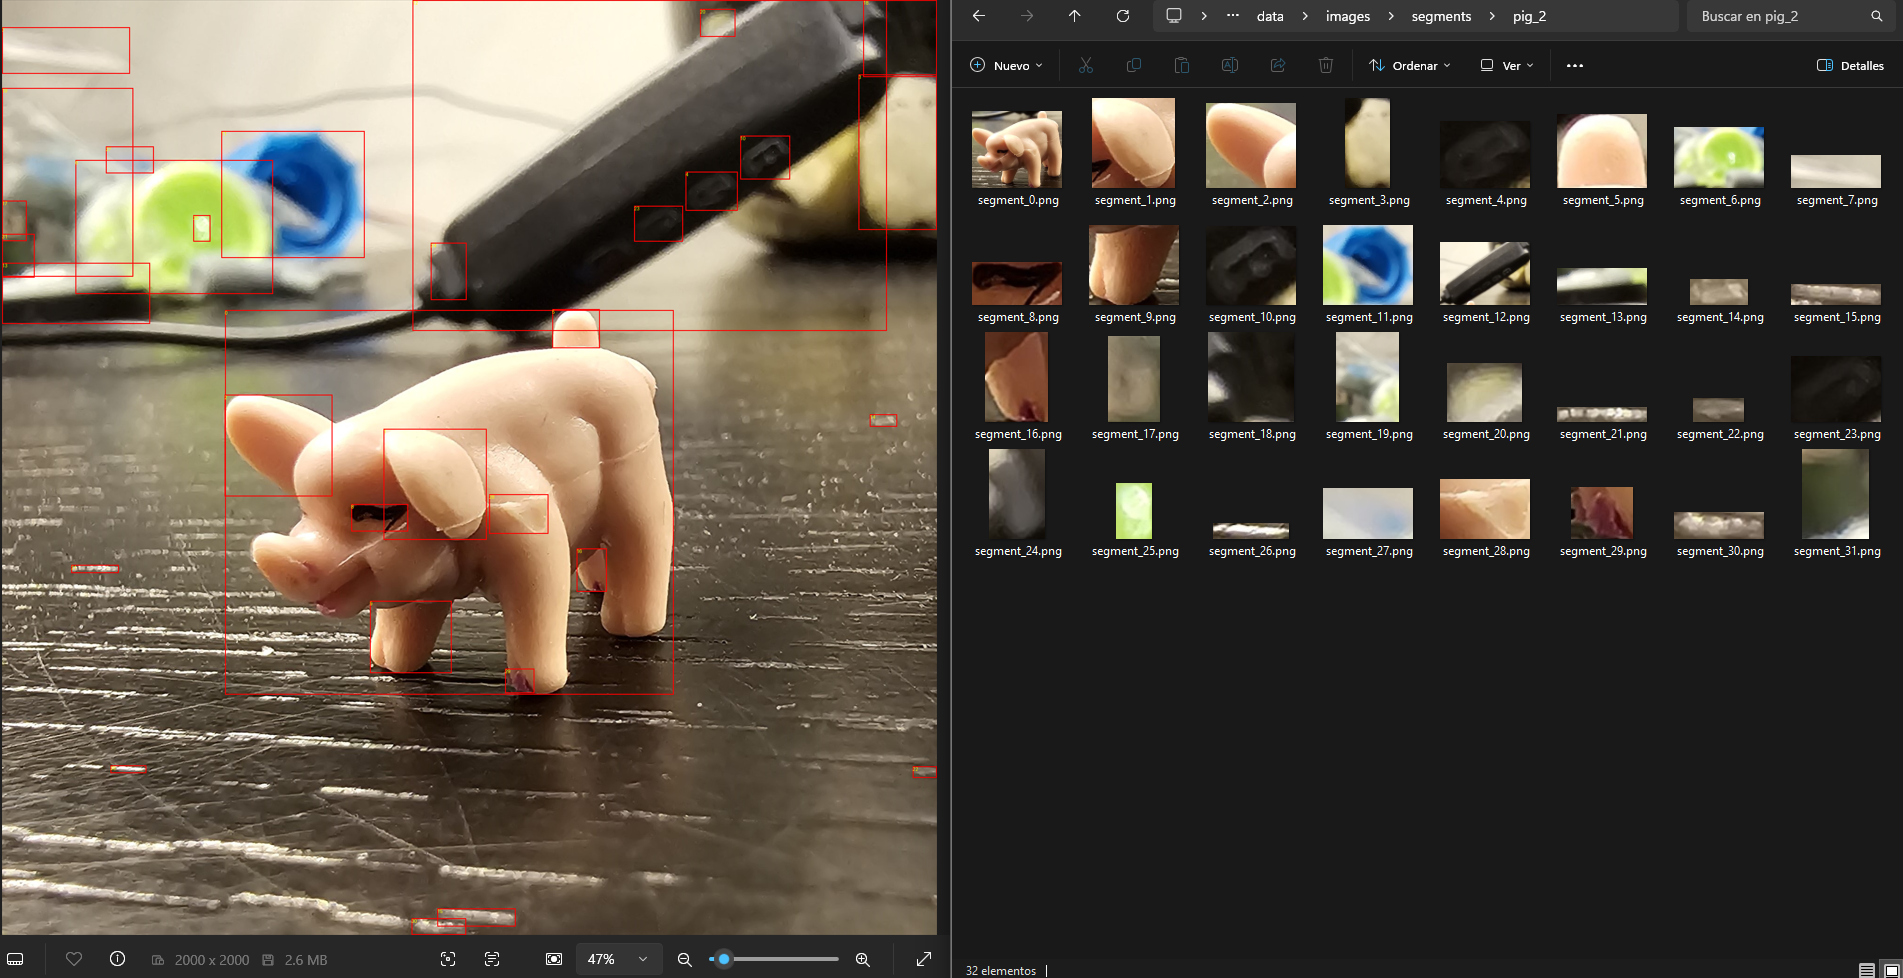 data > images > segments > pig_2
Buscar en pig_2
Nuevo
Ordenar
Ver
Detalles
segment_0.png segment_1.png segment_2.png segment_3.png segment_4.png segment_5.png segment_6.png segment_7.png
segment_8.png segment_9.png segment_10.png segment_11.png segment_12.png segment_13.png segment_14.png segment_15.png
segment_16.png segment_17.png segment_18.png segment_19.png segment_20.png segment_21.png segment_22.png segment_23.png
segment_24.png segment_25.png segment_26.png segment_27.png segment_28.png segment_29.png segment_30.png segment_31.png
2000 x 2000
2.6 MB
47%
32 elementos